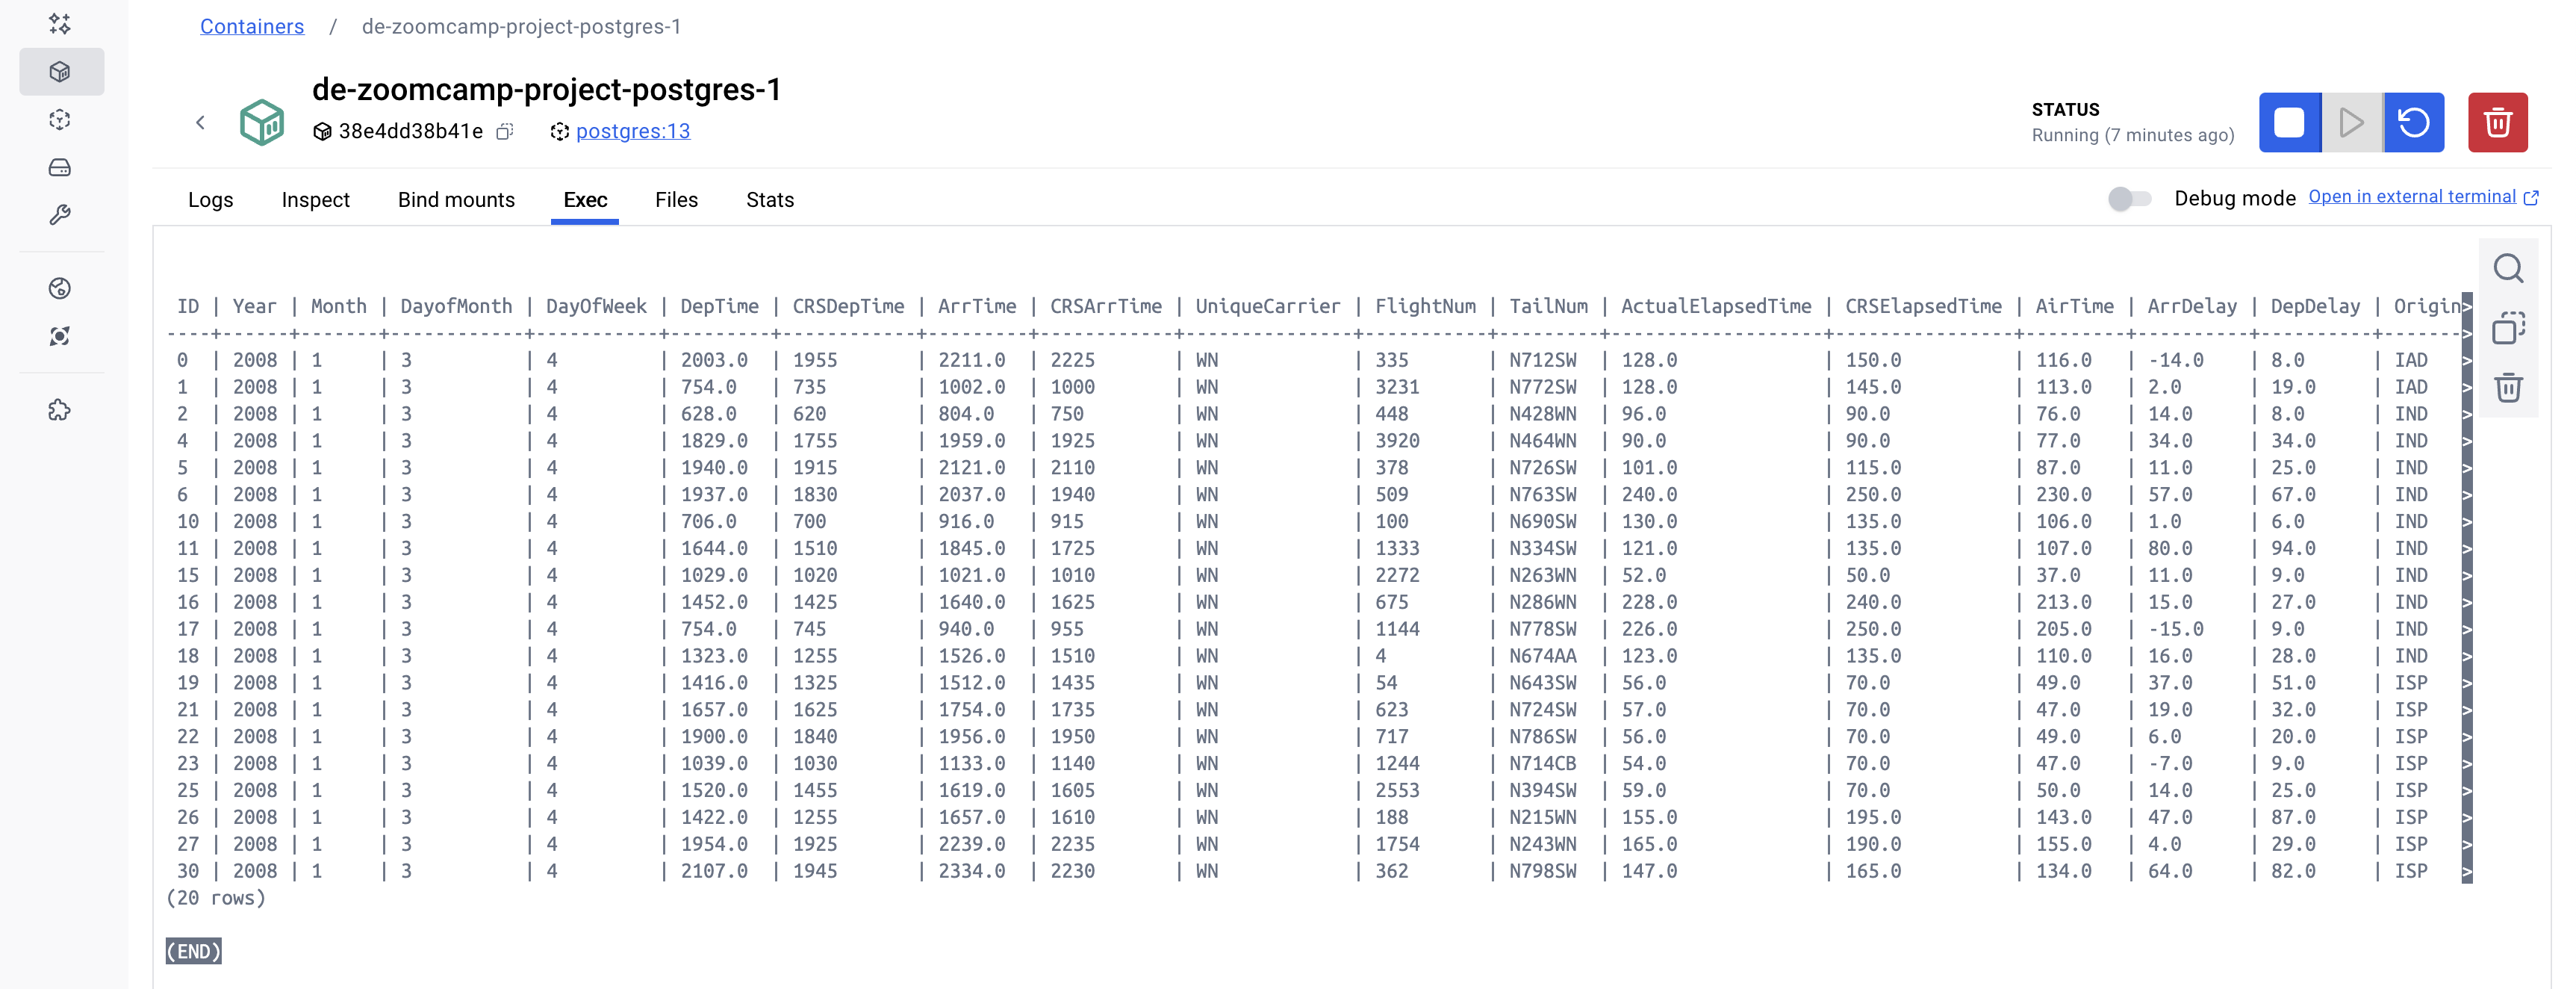 Containers / de-zoomcamp-project-postgres-1
de-zoomcamp-project-postgres-1
38e4dd38b41e postgres:13
STATUS
Running (7 minutes ago)
Logs Inspect Bind mounts Exec Files Stats
Debug mode Open in external terminal
ID | Year | Month | DayofMonth | DayOfWeek | DepTime | CRSDepTime | ArrTime | CRSArrTime | UniqueCarrier | FlightNum | TailNum | ActualElapsedTime | CRSElapsedTime | AirTime | ArrDelay | DepDelay | Origin>
----+------+-------+------------+-----------+---------+------------+---------+------------+---------------+-----------+---------+-------------------+----------------+---------+----------+----------+------->
0 | 2008 | 1 | 3 | 4 | 2003.0 | 1955 | 2211.0 | 2225 | WN | 335 | N712SW | 128.0 | 150.0 | 116.0 | -14.0 | 8.0 | IAD >
1 | 2008 | 1 | 3 | 4 | 754.0 | 735 | 1002.0 | 1000 | WN | 3231 | N772SW | 128.0 | 145.0 | 113.0 | 2.0 | 19.0 | IAD >
2 | 2008 | 1 | 3 | 4 | 628.0 | 620 | 804.0 | 750 | WN | 448 | N428WN | 96.0 | 90.0 | 76.0 | 14.0 | 8.0 | IND >
4 | 2008 | 1 | 3 | 4 | 1829.0 | 1755 | 1959.0 | 1925 | WN | 3920 | N464WN | 90.0 | 90.0 | 77.0 | 34.0 | 34.0 | IND >
5 | 2008 | 1 | 3 | 4 | 1940.0 | 1915 | 2121.0 | 2110 | WN | 378 | N726SW | 101.0 | 115.0 | 87.0 | 11.0 | 25.0 | IND >
6 | 2008 | 1 | 3 | 4 | 1937.0 | 1830 | 2037.0 | 1940 | WN | 509 | N763SW | 240.0 | 250.0 | 230.0 | 57.0 | 67.0 | IND >
10 | 2008 | 1 | 3 | 4 | 706.0 | 700 | 916.0 | 915 | WN | 100 | N690SW | 130.0 | 135.0 | 106.0 | 1.0 | 6.0 | IND >
11 | 2008 | 1 | 3 | 4 | 1644.0 | 1510 | 1845.0 | 1725 | WN | 1333 | N334SW | 121.0 | 135.0 | 107.0 | 80.0 | 94.0 | IND >
15 | 2008 | 1 | 3 | 4 | 1029.0 | 1020 | 1021.0 | 1010 | WN | 2272 | N263WN | 52.0 | 50.0 | 37.0 | 11.0 | 9.0 | IND >
16 | 2008 | 1 | 3 | 4 | 1452.0 | 1425 | 1640.0 | 1625 | WN | 675 | N286WN | 228.0 | 240.0 | 213.0 | 15.0 | 27.0 | IND >
17 | 2008 | 1 | 3 | 4 | 754.0 | 745 | 940.0 | 955 | WN | 1144 | N778SW | 226.0 | 250.0 | 205.0 | -15.0 | 9.0 | IND >
18 | 2008 | 1 | 3 | 4 | 1323.0 | 1255 | 1526.0 | 1510 | WN | 4 | N674AA | 123.0 | 135.0 | 110.0 | 16.0 | 28.0 | IND >
19 | 2008 | 1 | 3 | 4 | 1416.0 | 1325 | 1512.0 | 1435 | WN | 54 | N643SW | 56.0 | 70.0 | 49.0 | 37.0 | 51.0 | ISP >
21 | 2008 | 1 | 3 | 4 | 1657.0 | 1625 | 1754.0 | 1735 | WN | 623 | N724SW | 57.0 | 70.0 | 47.0 | 19.0 | 32.0 | ISP >
22 | 2008 | 1 | 3 | 4 | 1900.0 | 1840 | 1956.0 | 1950 | WN | 717 | N786SW | 56.0 | 70.0 | 49.0 | 6.0 | 20.0 | ISP >
23 | 2008 | 1 | 3 | 4 | 1039.0 | 1030 | 1133.0 | 1140 | WN | 1244 | N714CB | 54.0 | 70.0 | 47.0 | -7.0 | 9.0 | ISP >
25 | 2008 | 1 | 3 | 4 | 1520.0 | 1455 | 1619.0 | 1605 | WN | 2553 | N394SW | 59.0 | 70.0 | 50.0 | 14.0 | 25.0 | ISP >
26 | 2008 | 1 | 3 | 4 | 1422.0 | 1255 | 1657.0 | 1610 | WN | 188 | N215WN | 155.0 | 195.0 | 143.0 | 47.0 | 87.0 | ISP >
27 | 2008 | 1 | 3 | 4 | 1954.0 | 1925 | 2239.0 | 2235 | WN | 1754 | N243WN | 165.0 | 190.0 | 155.0 | 4.0 | 29.0 | ISP >
30 | 2008 | 1 | 3 | 4 | 2107.0 | 1945 | 2334.0 | 2230 | WN | 362 | N798SW | 147.0 | 165.0 | 134.0 | 64.0 | 82.0 | ISP >
(20 rows)
(END)